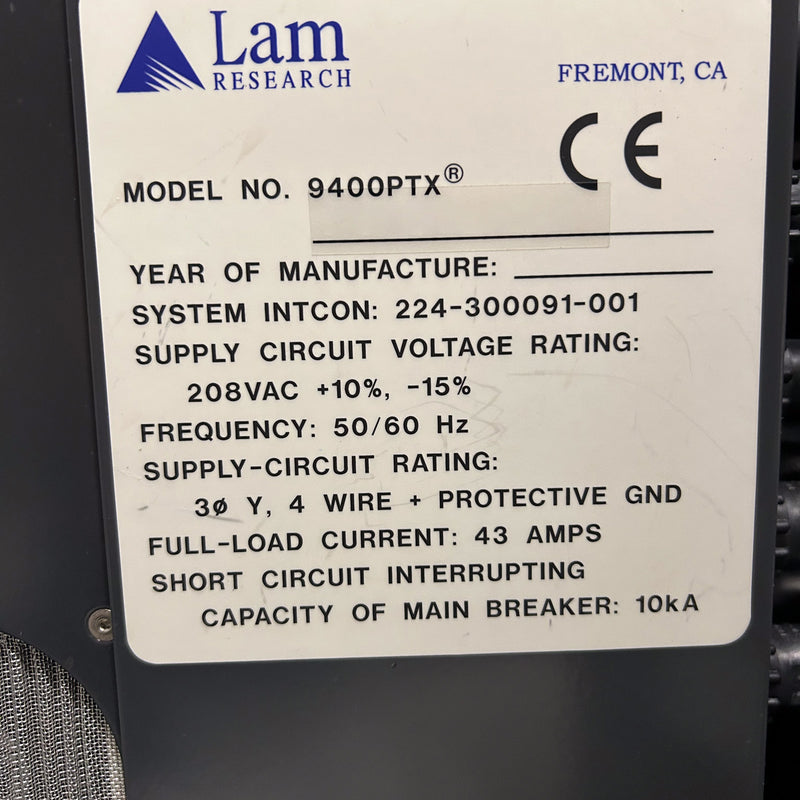 Lam
RESEARCH
FREMONT, CA
CE
MODEL NO. 9400PTX®
YEAR OF MANUFACTURE:
SYSTEM INTCON: 224-300091-001
SUPPLY CIRCUIT VOLTAGE RATING:
208VAC +10%, -15%
FREQUENCY: 50/60 Hz
SUPPLY-CIRCUIT RATING:
3ø Y, 4 WIRE + PROTECTIVE GND
FULL-LOAD CURRENT: 43 AMPS
SHORT CIRCUIT INTERRUPTING
CAPACITY OF MAIN BREAKER: 10kA